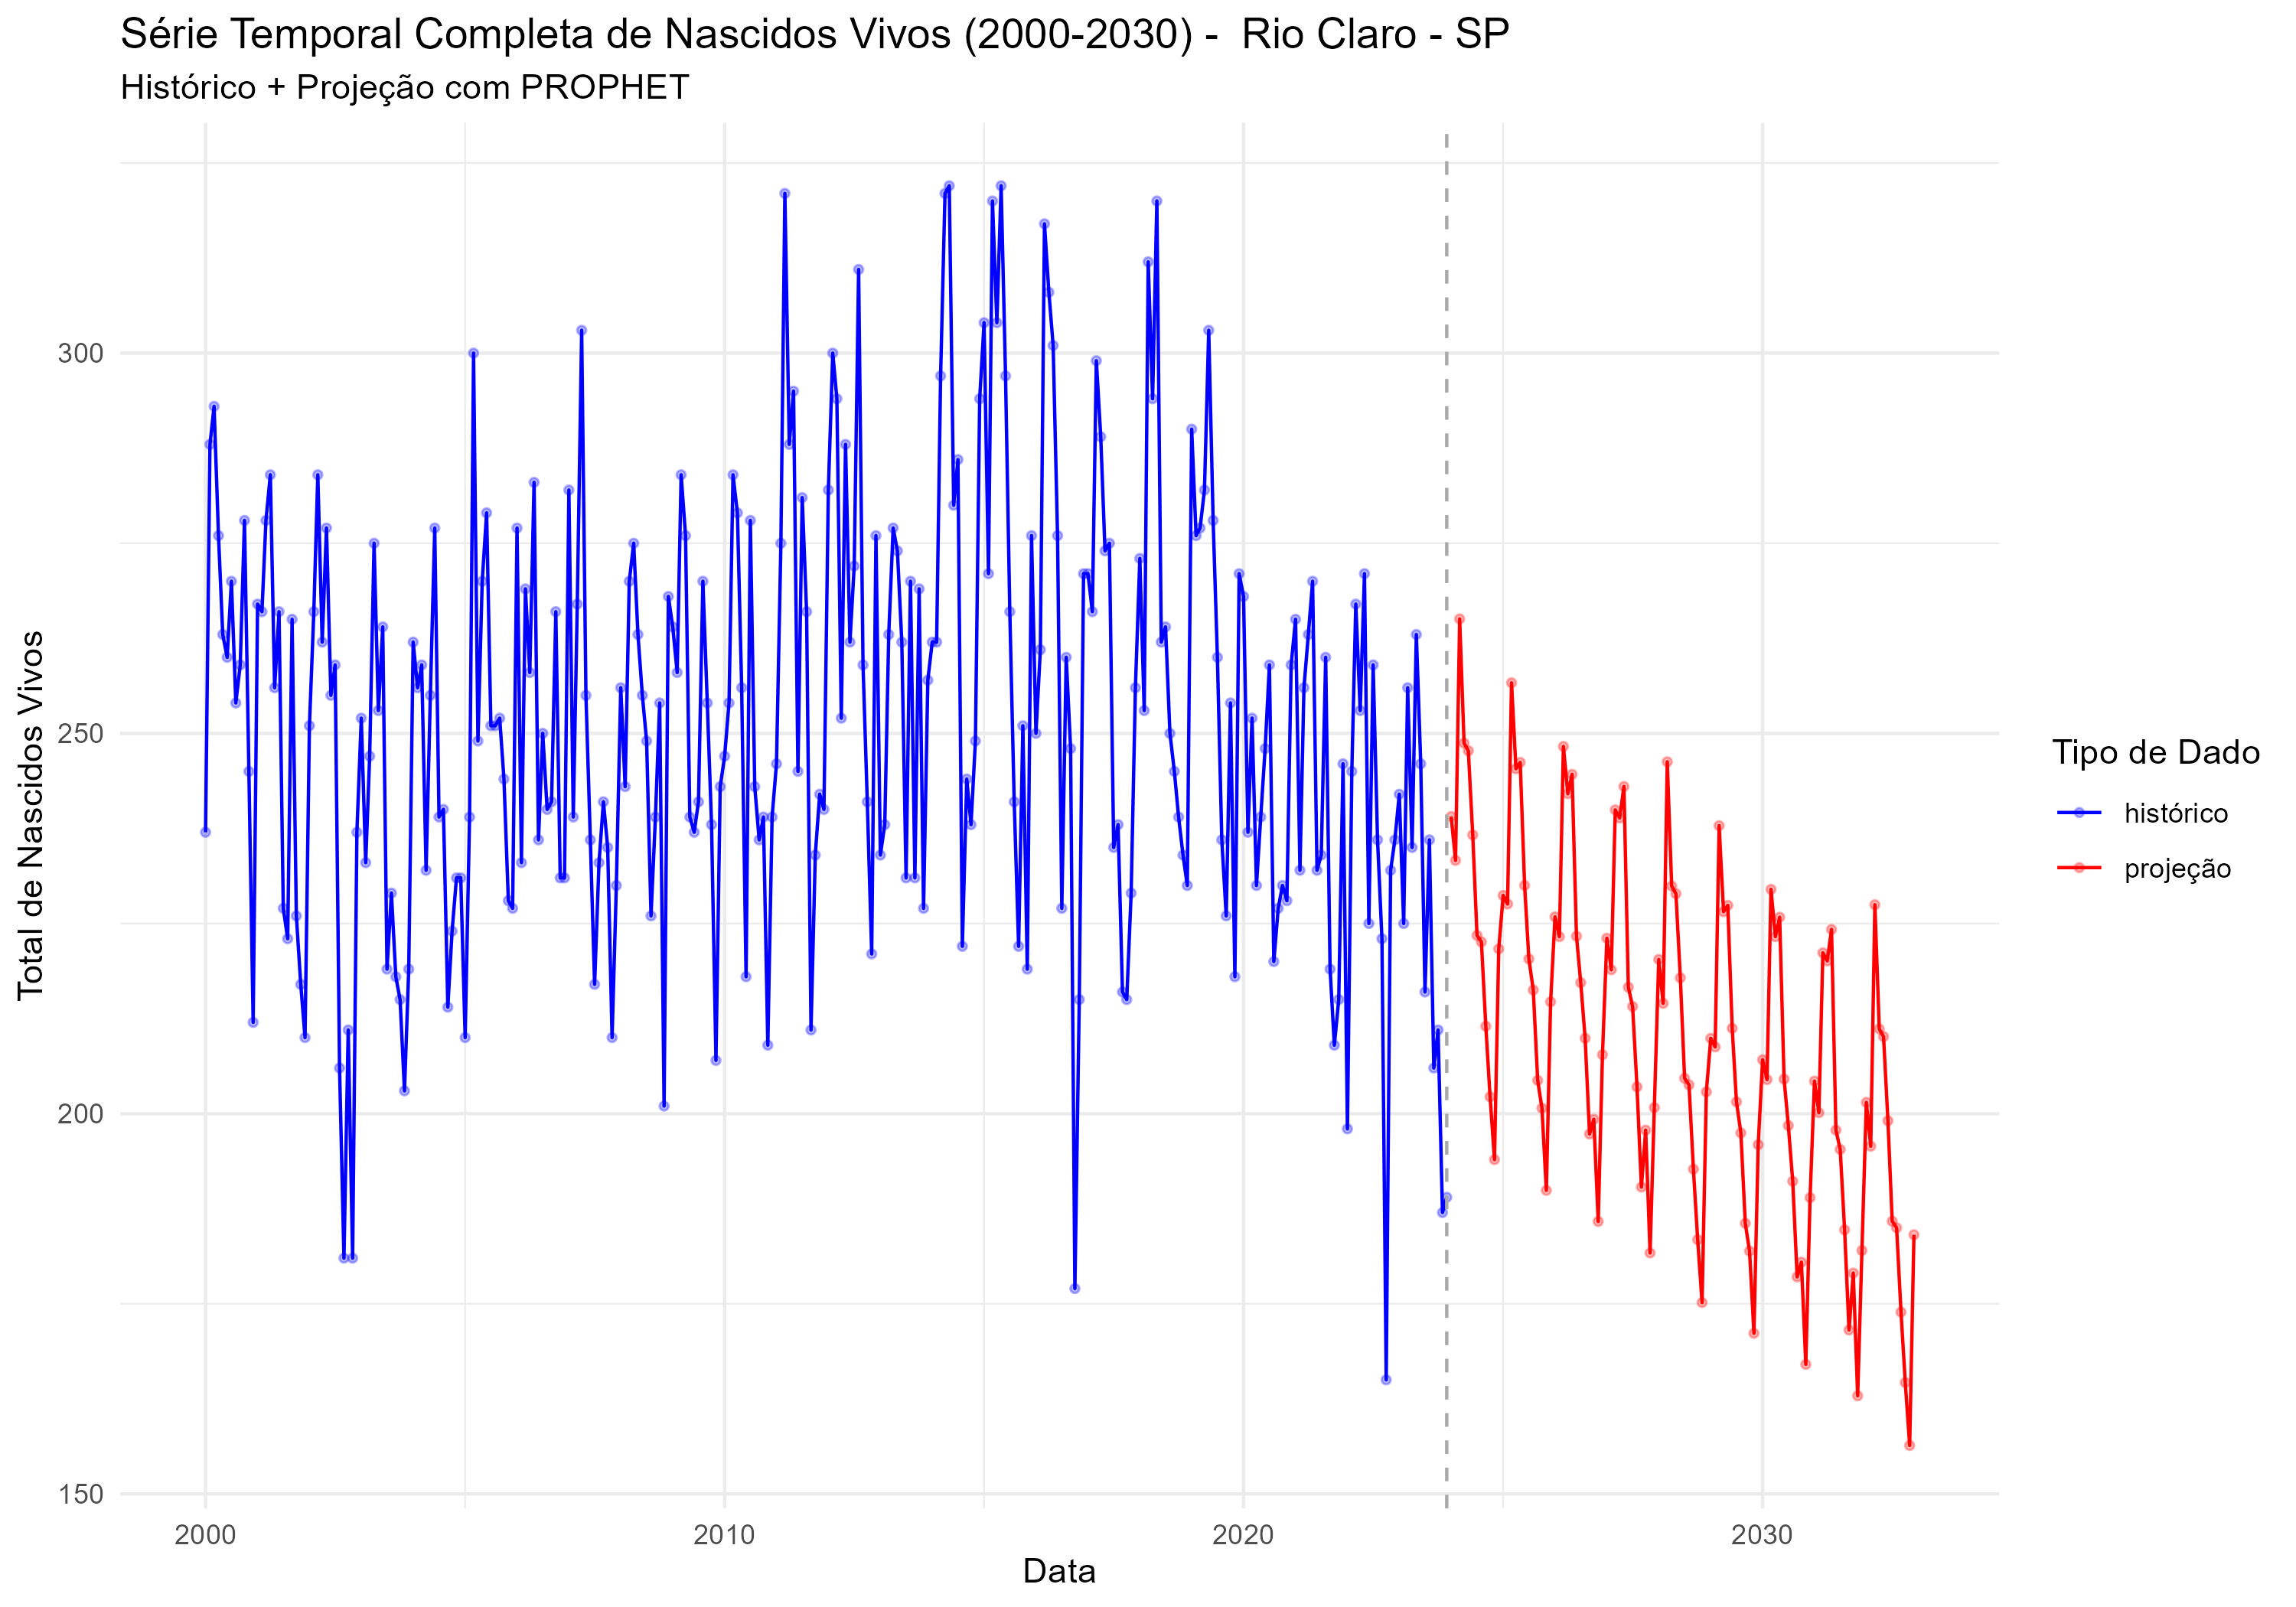 Série Temporal Completa de Nascidos Vivos (2000-2030) -  Rio Claro - SP
Histórico + Projeção com PROPHET
Total de Nascidos Vivos
300
250
200
150
2000
2010
2020
2030
Data
Tipo de Dado
histórico
projeção